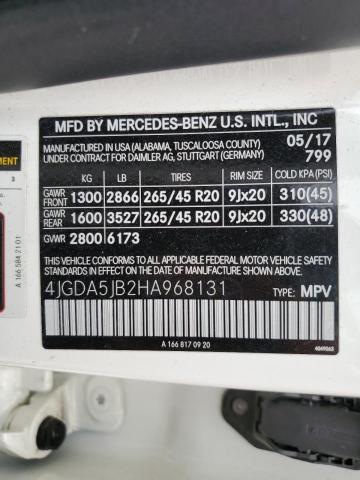 MFD BY MERCEDES-BENZ U.S. INTL., INC
MANUFACTURED IN USA (ALABAMA, TUSCALOOSA COUNTY) 05/17
UNDER CONTRACT FOR DAIMLER AG, STUTTGART (GERMANY) 799
KG LB TIRES RIM SIZE COLD KPA (PSI)
GAWR FRONT 1300 2866 265/45 R20 9Jx20 310(45)
GAWR REAR 1600 3527 265/45 R20 9Jx20 330(48)
GVWR 2800 6173
THIS VEHICLE CONFORMS TO ALL APPLICABLE FEDERAL MOTOR VEHICLE
SAFETY STANDARDS IN EFFECT ON THE DATE OF MANUFACTURE SHOWN ABOVE.
4JGDA5JB2HA968131 TYPE: MPV
A 166 817 09 20
A 166 584 21 01
3